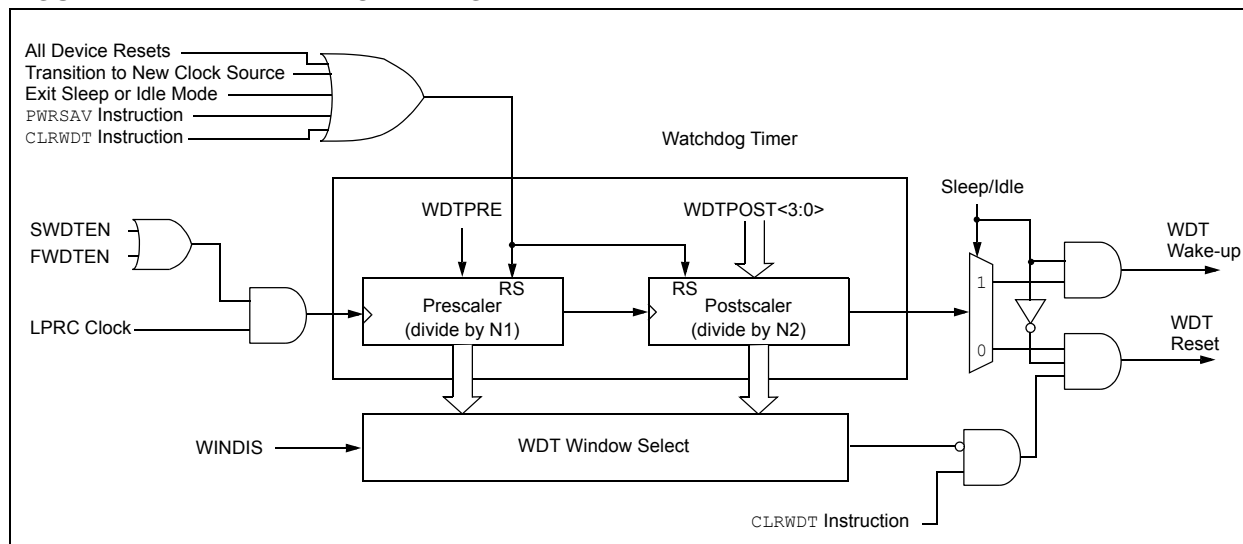 All Device Resets
Transition to New Clock Source
Exit Sleep or Idle Mode
PWRSAV Instruction
CLRWDT Instruction
Watchdog Timer
Sleep/Idle
WDTPRE
WDTPOST<3:0>
SWDTEN
FWDTEN
WDT
Wake-up
RS
RS
1
Prescaler
(divide by N1)
Postscaler
(divide by N2)
LPRC Clock
WDT
Reset
0
WINDIS
WDT Window Select
CLRWDT Instruction